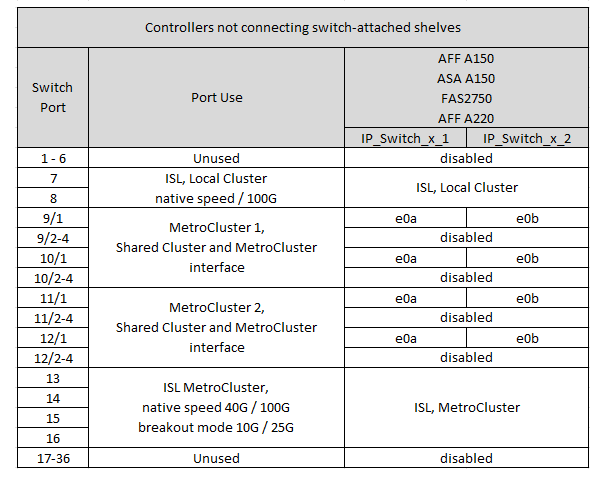 Controllers not connecting switch-attached shelves
Switch
Port
Port Use
AFF A150
ASA A150
FAS2750
AFF A220
IP_Switch_x_1 IP_Switch_x_2
1 - 6 Unused disabled
7 ISL, Local Cluster
8 native speed / 100G
ISL, Local Cluster
9/1 e0a e0b
9/2-4 disabled
10/1 e0a e0b
10/2-4 disabled
MetroCluster 1,
Shared Cluster and MetroCluster
interface
11/1 e0a e0b
11/2-4 disabled
12/1 e0a e0b
12/2-4 disabled
MetroCluster 2,
Shared Cluster and MetroCluster
interface
13
14
15
16
ISL MetroCluster,
native speed 40G / 100G
breakout mode 10G / 25G
ISL, MetroCluster
17-36 Unused disabled